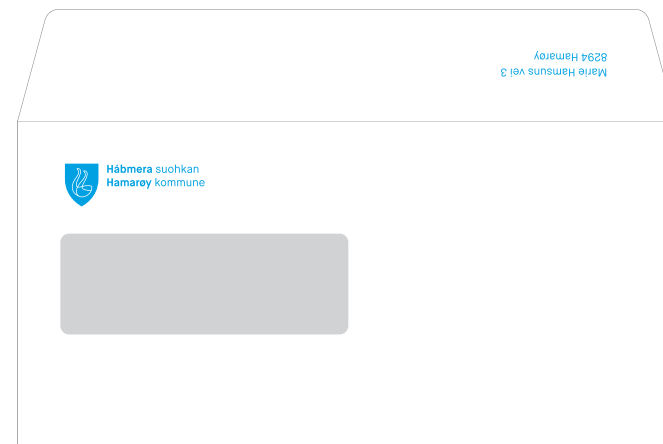 Marie Hamsuns vei 3
8294 Hamarøy
Hábmera suohkan
Hamarøy kommune